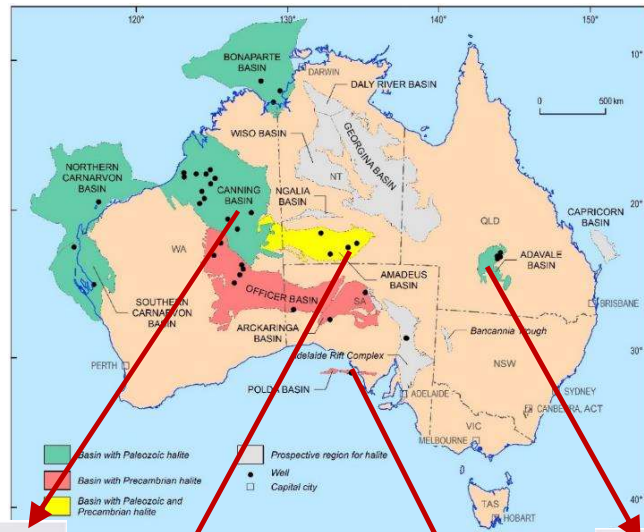 120°
130°
140°
150°
BONAPARTE
BASIN
DARWIN
DALY RIVER BASIN
10°
0
500 km
WISO BASIN
GEORGINA BASIN
NORTHERN
CARNARVON
BASIN
CANNING
BASIN
NGALIA
BASIN
NT
20°
QLD
CAPRICORN
BASIN
WA
ADAVALE
BASIN
AMADEUS
BASIN
SOUTHERN
CARNARVON
BASIN
OFFICER BASIN
SA
BRISBANE
ARCKARINGA
BASIN
Adelaide Rift Complex
Bancannia Trough
30°
PERTH
POLDA BASIN
NSW
ADELAIDE
SYDNEY
CANBERRA, ACT
VIC
MELBOURNE
Basin with Paleozoic halite
Prospective region for halite
Basin with Precambrian halite
Well
Capital city
Basin with Paleozoic and
Precambrian halite
TAS
40°
HOBART